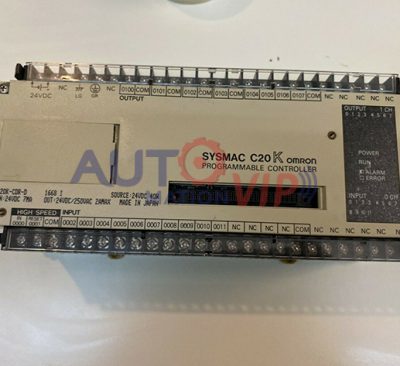 24VDC NC LG GR NC 0100 COM 0101 COM 0102 COM 0103 COM 0104 0105 COM 0106 0107 COM NC NC NC NC
OUTPUT
OUTPUT 1 CH
0 1 2 3 4 5 6 7
SYSMAC C20K OMRON
PROGRAMMABLE CONTROLLER
POWER
RUN
ALARM
ERROR
AUTO VIP
20K-CDR-D 1668
24VDC 7MA OUT:24VDC/250VAC 2AMAX
SOURCE:24VDC 40W
MADE IN JAPAN
INPUT 0 CH
0 1 2 3 4 5 6 7
8 9 10 11
HIGH SPEED INPUT
IN 0000 RESET 0001 COM 0002 0003 0004 0005 0006 0007 0008 0009 0010 0011 NC NC NC NC COM NC NC NC NC